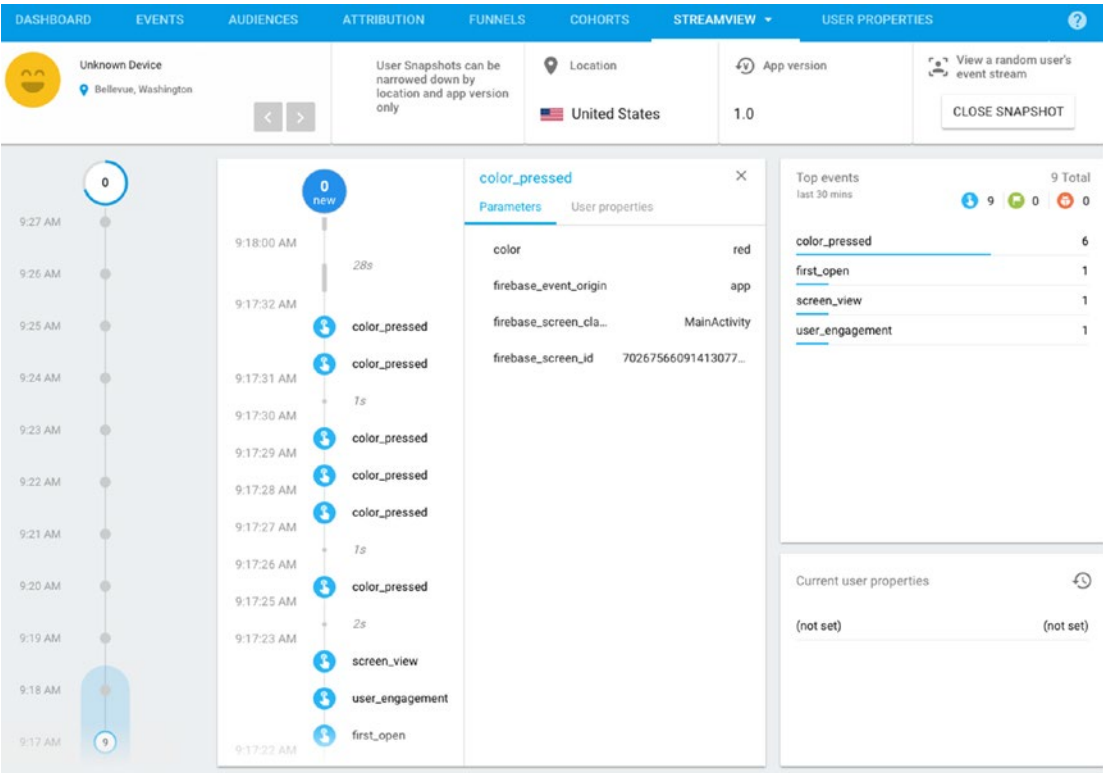 DASHBOARD EVENTS AUDIENCES ATTRIBUTION FUNNELS COHORTS STREAMVIEW USER PROPERTIES ?
Unknown Device
Bellevue, Washington
< >
User Snapshots can be
narrowed down by
location and app version
only
Location
United States
App version
1.0
View a random user's
event stream
CLOSE SNAPSHOT
0
9:27 AM
9:26 AM
9:25 AM
9:24 AM
9:23 AM
9:22 AM
9:21 AM
9:20 AM
9:19 AM
9:18 AM
9:17 AM 9
0
new
9:18:00 AM
28s
9:17:32 AM
color_pressed
color_pressed
9:17:31 AM
1s
9:17:30 AM
color_pressed
9:17:29 AM
color_pressed
9:17:28 AM
color_pressed
9:17:27 AM
1s
9:17:26 AM
color_pressed
9:17:25 AM
2s
9:17:23 AM
screen_view
user_engagement
first_open
9:17:22 AM
color_pressed ×
Parameters User properties
color red
firebase_event_origin app
firebase_screen_cla... MainActivity
firebase_screen_id 70267566091413077...
Top events 9 Total
last 30 mins 9 0 0
color_pressed 6
first_open 1
screen_view 1
user_engagement 1
Current user properties
(not set) (not set)